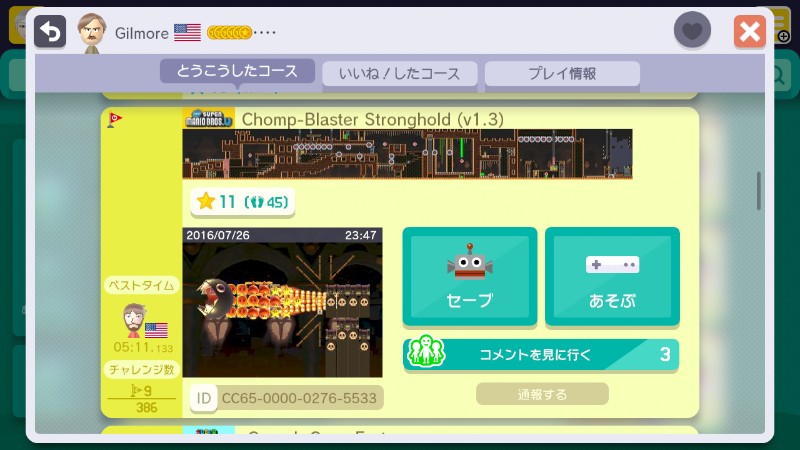 Gilmore
とうこうしたコース
いいね！したコース
プレイ情報
SUPER MARIO BROS. U
Chomp-Blaster Stronghold (v1.3)
11 (45)
2016/07/26 23:47
ベストタイム
05:11.133
チャレンジ数
9
386
セーブ
あそぶ
コメントを見に行く 3
ID CC65-0000-0276-5533
通報する